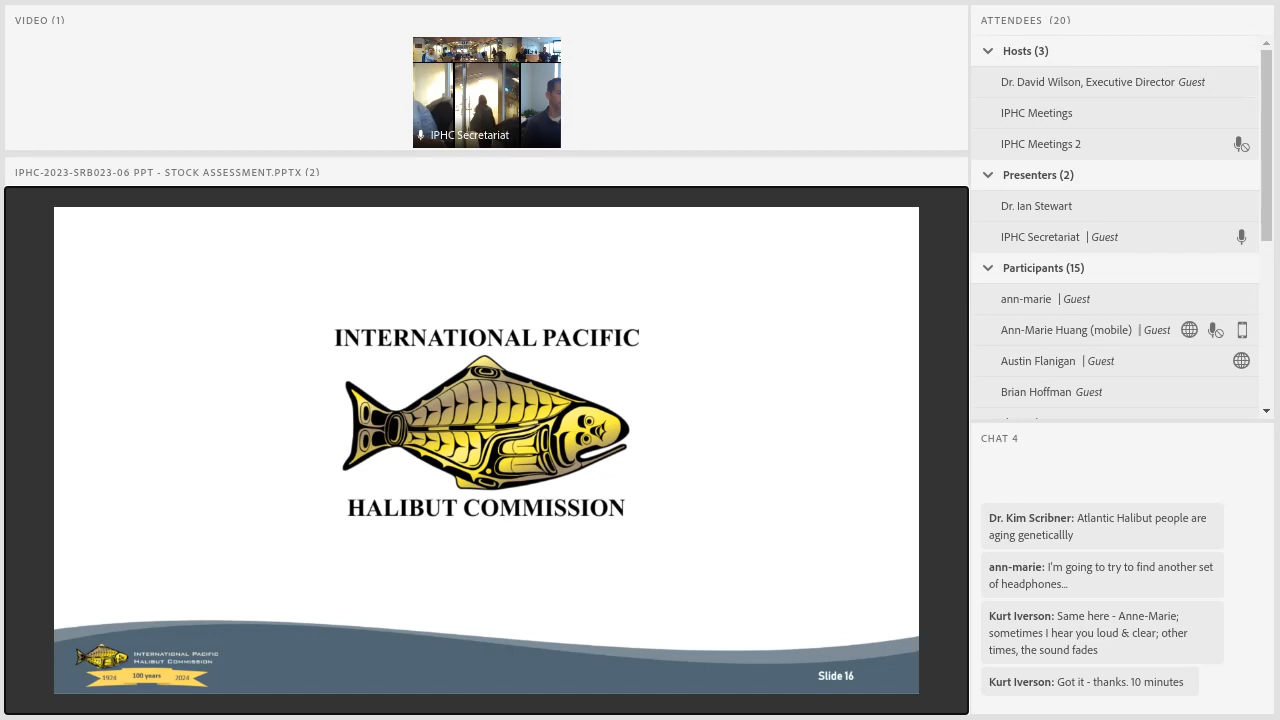 VIDEO (1)
IPHC Secretariat
IPHC-2023-SRB023-06 PPT - STOCK ASSESSMENT.PPTX (2)
INTERNATIONAL PACIFIC
HALIBUT COMMISSION
International Pacific
Halibut Commission
1924 100 years 2024
Slide 16
ATTENDEES (20)
Hosts (3)
Dr. David Wilson, Executive Director Guest
IPHC Meetings
IPHC Meetings 2
Presenters (2)
Dr. Ian Stewart
IPHC Secretariat | Guest
Participants (15)
ann-marie | Guest
Ann-Marie Huang (mobile) | Guest
Austin Flanigan | Guest
Brian Hoffman Guest
CHAT 4
Dr. Kim Scribner: Atlantic Halibut people are
aging geneticallly
ann-marie: I'm going to try to find another set
of headphones...
Kurt Iverson: Same here - Anne-Marie;
sometimes I hear you loud & clear; other
times the audio fades
Kurt Iverson: Got it - thanks. 10 minutes